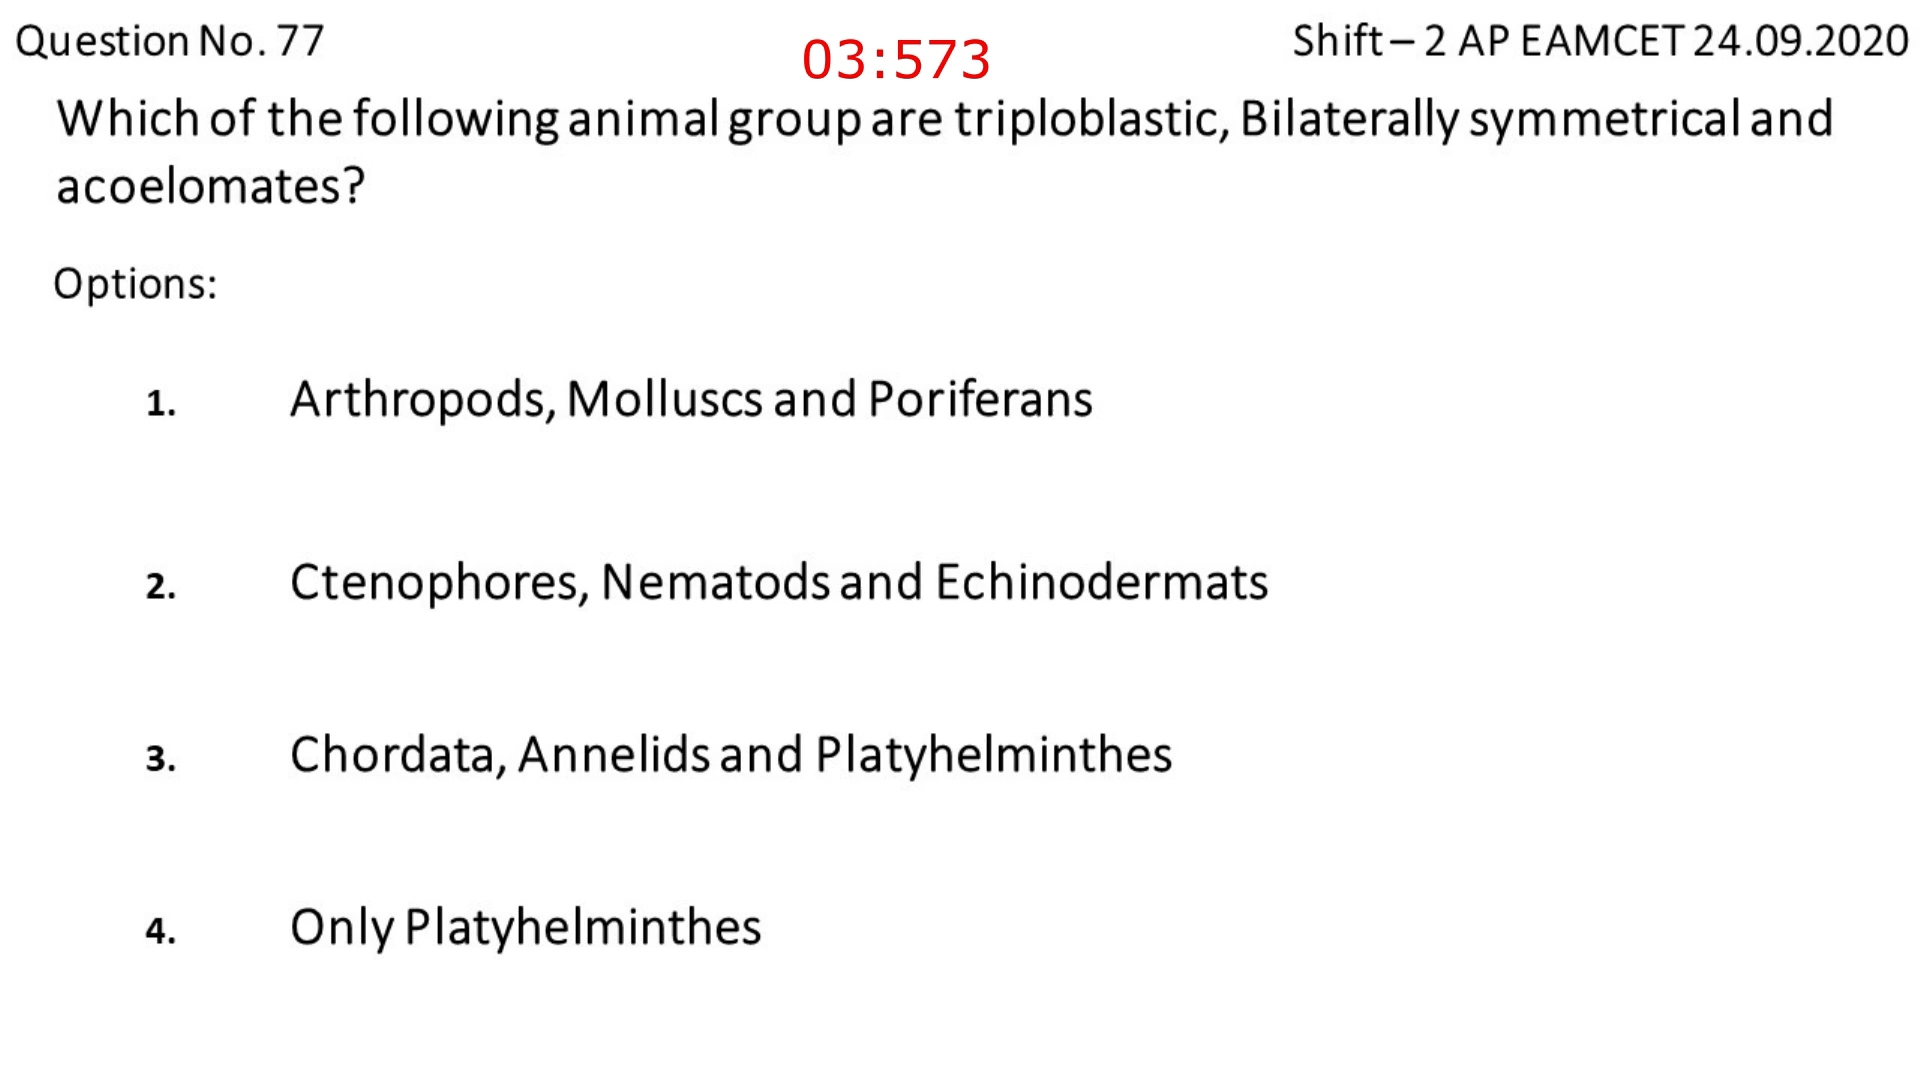 Question No. 77
03:573
Shift – 2 AP EAMCET 24.09.2020
Which of the following animal group are triploblastic, Bilaterally symmetrical and
acoelomates?
Options:
1. Arthropods, Molluscs and Poriferans
2. Ctenophores, Nematods and Echinodermats
3. Chordata, Annelids and Platyhelminthes
4. Only Platyhelminthes